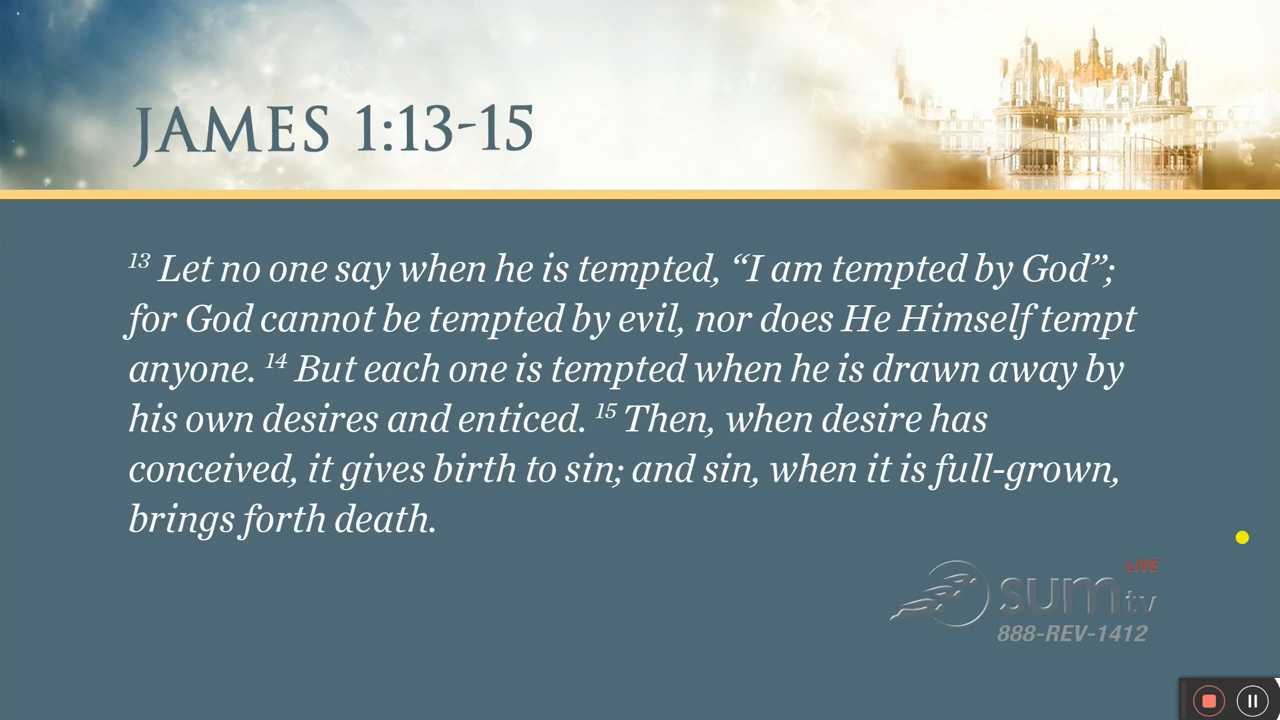 JAMES 1:13-15
13 Let no one say when he is tempted, “I am tempted by God”;
for God cannot be tempted by evil, nor does He Himself tempt
anyone. 14 But each one is tempted when he is drawn away by
his own desires and enticed. 15 Then, when desire has
conceived, it gives birth to sin; and sin, when it is full-grown,
brings forth death.
LIVE
sumtv
888-REV-1412